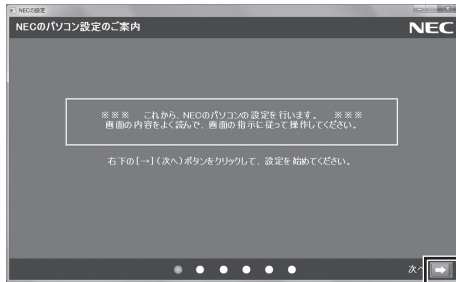 NECの設定
NECのパソコン設定のご案内
NEC
※※※ これから、NECのパソコンの設定を行います。 ※※※
画面の内容をよく読んで、画面の指示に従って操作してください。
右下の[→](次へ)ボタンをクリックして、設定を始めてください。
次へ